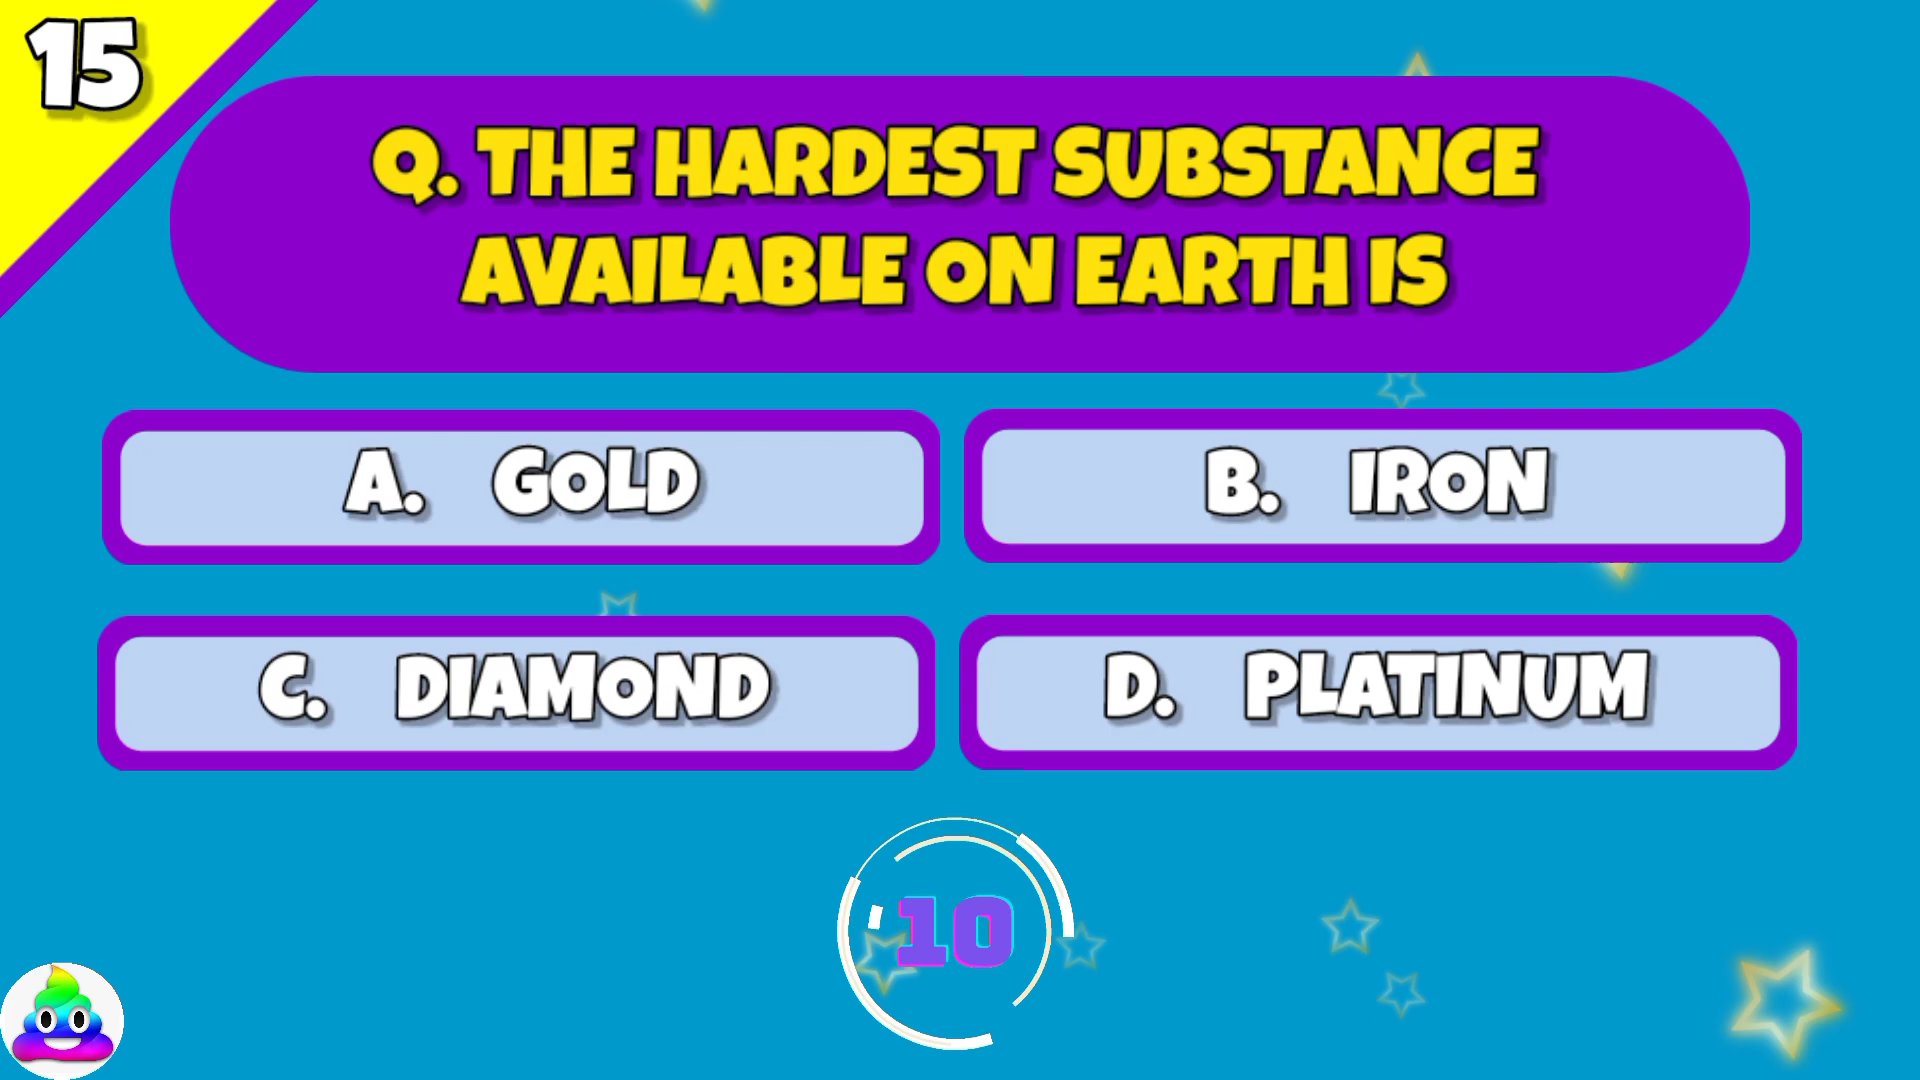 15
Q. THE HARDEST SUBSTANCE
AVAILABLE ON EARTH IS
A. GOLD
B. IRON
C. DIAMOND
D. PLATINUM
10